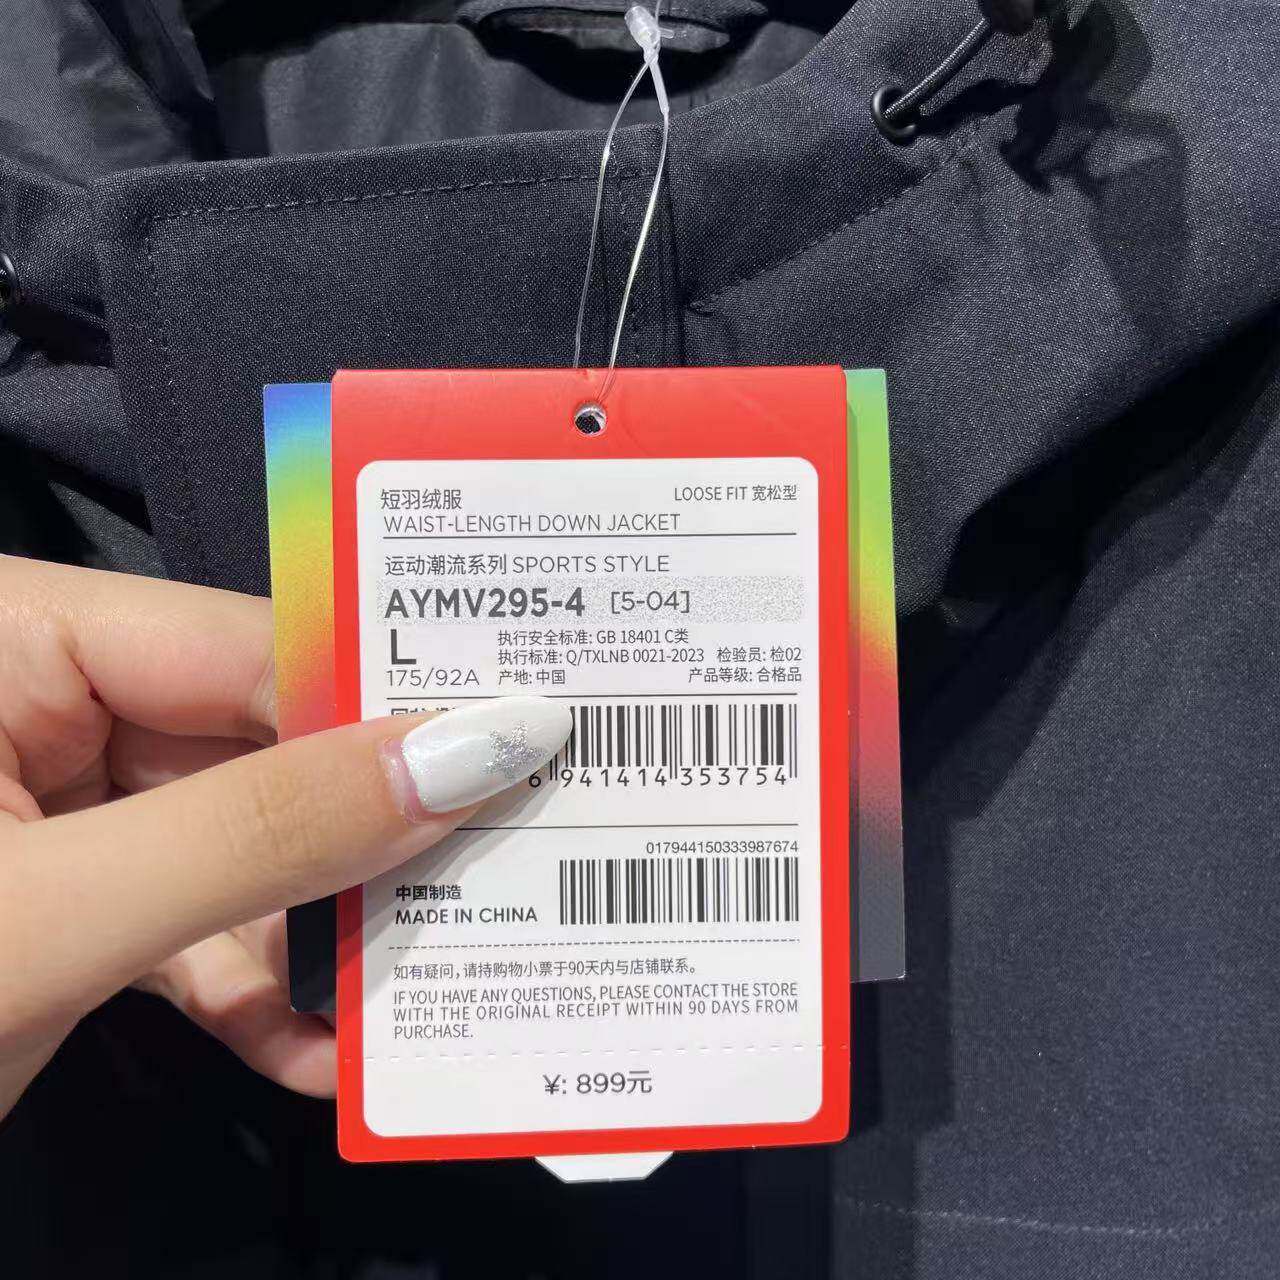 短羽绒服
LOOSE FIT 宽松型
WAIST-LENGTH DOWN JACKET
运动潮流系列 SPORTS STYLE
AYMV295-4 [5-04]
L
执行安全标准: GB 18401 C类
执行标准: Q/TXLNB 0021-2023 检验员: 检02
175/92A 产地: 中国 产品等级: 合格品
6 941414 353754
017944150333987674
中国制造
MADE IN CHINA
如有疑问,请持购物小票于90天内与店铺联系。
IF YOU HAVE ANY QUESTIONS, PLEASE CONTACT THE STORE
WITH THE ORIGINAL RECEIPT WITHIN 90 DAYS FROM
PURCHASE.
¥: 899元